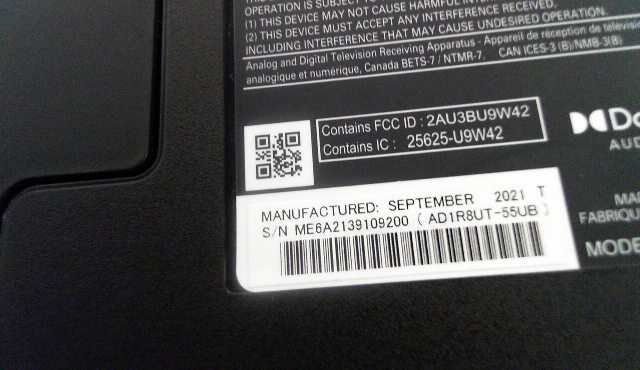 OPERATION IS SUBJECT TO
(1) THIS DEVICE MAY NOT CAUSE HARMFUL
(2) THIS DEVICE MUST ACCEPT ANY INTERFERENCE RECEIVED,
INCLUDING INTERFERENCE THAT MAY CAUSE UNDESIRED OPERATION.
Analog and Digital Television Receiving Apparatus - Appareil de réception de télévision
analogique et numérique, Canada BETS-7 / NTMR-7. CAN ICES-3 (B)/NMB-3(B)
Contains FCC ID : 2AU3BU9W42
Contains IC : 25625-U9W42
MANUFACTURED: SEPTEMBER 2021 T
S/N ME6A2139109200 ( AD1R8UT-55UB )